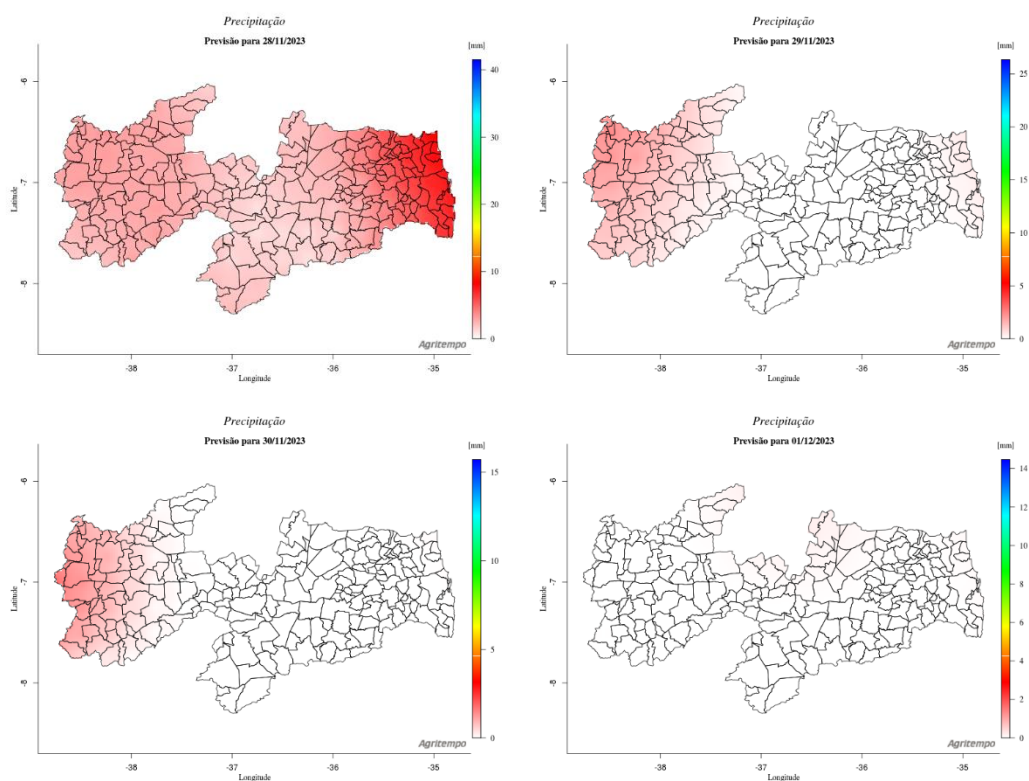 Precipitação
Previsão para 28/11/2023
[mm]
40
30
20
10
0
-6
-7
-8
Latitude
-38
-37
-36
-35
Longitude
Agritempo
Precipitação
Previsão para 29/11/2023
[mm]
25
20
15
10
5
0
-6
-7
-8
Latitude
-38
-37
-36
-35
Longitude
Agritempo
Precipitação
Previsão para 30/11/2023
[mm]
15
10
5
0
-6
-7
-8
Latitude
-38
-37
-36
-35
Longitude
Agritempo
Precipitação
Previsão para 01/12/2023
[mm]
14
12
10
8
6
4
2
0
-6
-7
-8
Latitude
-38
-37
-36
-35
Longitude
Agritempo